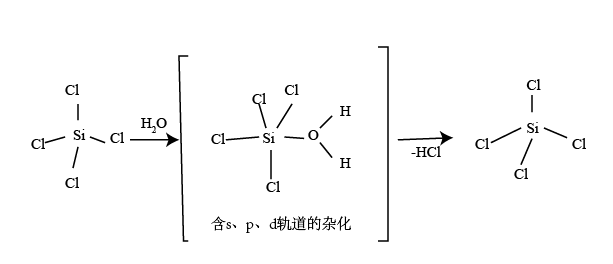 Cl
Cl Si Cl
Cl
H₂O
Cl Cl
Cl Si O H
H
Cl
含s、p、d轨道的杂化
-HCl
Cl
Cl Si Cl
Cl